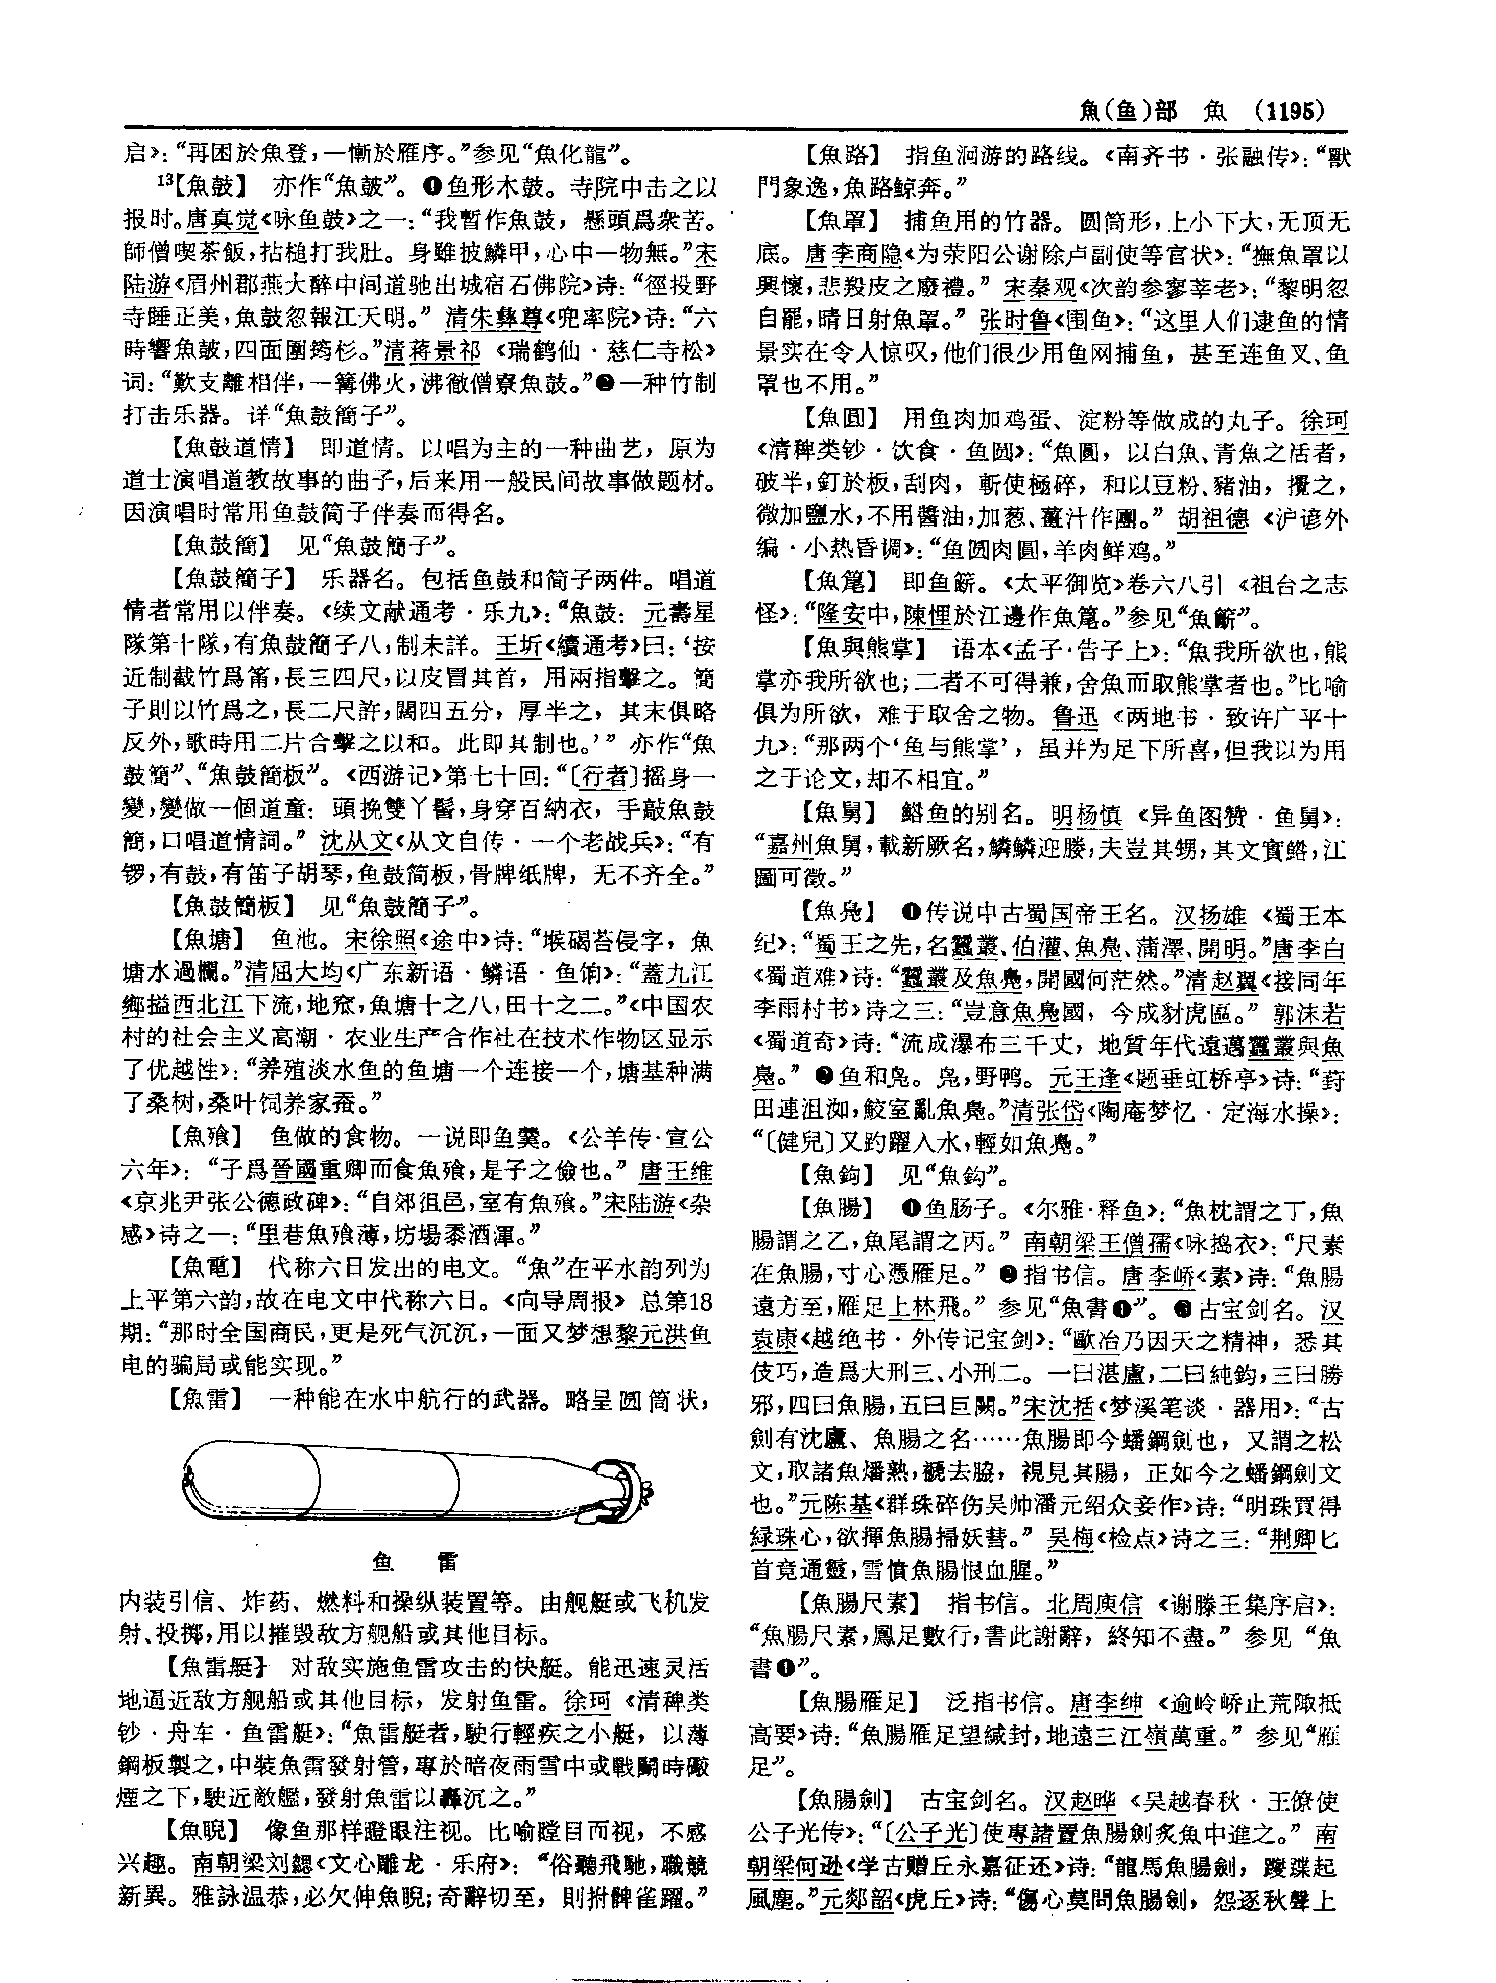 魚(鱼)部　魚　(1195)
启》：“再困於魚登，一慚於雁序。”参见“魚化龍”。
¹³【魚鼓】　亦作“魚皷”。❶鱼形木鼓。寺院中击之以
报时。唐真觉《咏鱼鼓》之一：“我暫作魚鼓，懸頭爲衆苦。
師僧喫茶飯，拈槌打我肚。身雖披鱗甲，心中一物無。”宋
陆游《眉州郡燕大醉中间道驰出城宿石佛院》诗：“徑投野
寺睡正美，魚鼓忽報江天明。”　清朱彝尊《兜率院》诗：“六
時響魚皷，四面團筠杉。”清蒋景祁《瑞鹤仙·慈仁寺松》
词：“歎支離相伴，一篝佛火，沸徹僧寮魚鼓。”❷一种竹制
打击乐器。详“魚鼓簡子”。
【魚鼓道情】　即道情。以唱为主的一种曲艺，原为
道士演唱道教故事的曲子，后来用一般民间故事做题材。
因演唱时常用鱼鼓简子伴奏而得名。
【魚鼓簡】　见“魚鼓簡子”。
【魚鼓簡子】　乐器名。包括鱼鼓和简子两件。唱道
情者常用以伴奏。《续文献通考·乐九》：“魚鼓：元壽星
隊第十隊，有魚鼓簡子八，制未詳。王圻《續通考》曰：‘按
近制截竹爲筩，長三四尺，以皮冒其首，用兩指擊之。簡
子則以竹爲之，長二尺許，闊四五分，厚半之，其末俱略
反外，歌時用二片合擊之以和。此即其制也。’”亦作“魚
鼓簡”、“魚鼓簡板”。《西游记》第七十回：“〔行者〕摇身一
變，變做一個道童：頭挽雙丫髻，身穿百納衣，手敲魚鼓
簡，口唱道情詞。”沈从文《从文自传·一个老战兵》：“有
锣，有鼓，有笛子胡琴，鱼鼓简板，骨牌纸牌，无不齐全。”
【魚鼓簡板】　见“魚鼓簡子”。
【魚塘】　鱼池。宋徐照《途中》诗：“堠碣苔侵字，魚
塘水過欄。”清屈大均《广东新语·鳞语·鱼饷》：“蓋九江
鄉搤西北江下流，地窊，魚塘十之八，田十之二。”《中国农
村的社会主义高潮·农业生产合作社在技术作物区显示
了优越性》：“养殖淡水鱼的鱼塘一个连接一个，塘基种满
了桑树，桑叶饲养家蚕。”
【魚飧】　鱼做的食物。一说即鱼羹。《公羊传·宣公
六年》：“子爲晉國重卿而食魚飧，是子之儉也。”唐王维
《京兆尹张公德政碑》：“自郊徂邑，室有魚飧。”宋陆游《杂
感》诗之一：“里巷魚飧薄，坊場黍酒渾。”
【魚電】　代称六日发出的电文。“魚”在平水韵列为
上平第六韵，故在电文中代称六日。《向导周报》总第18
期：“那时全国商民，更是死气沉沉，一面又梦想黎元洪鱼
电的骗局或能实现。”
【魚雷】　一种能在水中航行的武器。略呈圆筒状，
鱼　雷
内装引信、炸药、燃料和操纵装置等。由舰艇或飞机发
射、投掷，用以摧毁敌方舰船或其他目标。
【魚雷艇】　对敌实施鱼雷攻击的快艇。能迅速灵活
地逼近敌方舰船或其他目标，发射鱼雷。徐珂《清稗类
钞·舟车·鱼雷艇》：“魚雷艇者，駛行輕疾之小艇，以薄
鋼板製之，中裝魚雷發射管，專於暗夜雨雪中或戰鬭時礮
煙之下，駛近敵艦，發射魚雷以轟沉之。”
【魚睨】　像鱼那样瞪眼注视。比喻瞠目而视，不感
兴趣。南朝梁刘勰《文心雕龙·乐府》：“俗聽飛馳，職競
新異。雅詠温恭，必欠伸魚睨；奇辭切至，則拊髀雀躍。”
【魚路】　指鱼洄游的路线。《南齐书·张融传》：“獸
門象逸，魚路鯨奔。”
【魚罩】　捕鱼用的竹器。圆筒形，上小下大，无顶无
底。唐李商隐《为荥阳公谢除卢副使等官状》：“撫魚罩以
興懷，悲羖皮之廢禮。”宋秦观《次韵参寥莘老》：“黎明忽
自罷，晴日射魚罩。”张时鲁《围鱼》：“这里人们逮鱼的情
景实在令人惊叹，他们很少用鱼网捕鱼，甚至连鱼叉、鱼
罩也不用。”
【魚圓】　用鱼肉加鸡蛋、淀粉等做成的丸子。徐珂
《清稗类钞·饮食·鱼圆》：“魚圓，以白魚、青魚之活者，
破半，釘於板，刮肉，斬使極碎，和以豆粉、豬油，攪之，
微加鹽水，不用醬油，加葱、薑汁作團。”胡祖德《沪谚外
编·小热昏调》：“鱼圆肉圆，羊肉鲜鸡。”
【魚篧】　即鱼簖。《太平御览》卷六八引《祖台之志
怪》：“隆安中，陳悝於江邊作魚篧。”参见“魚籪”。
【魚與熊掌】　语本《孟子·告子上》：“魚我所欲也，熊
掌亦我所欲也；二者不可得兼，舍魚而取熊掌者也。”比喻
俱为所欲，难于取舍之物。鲁迅《两地书·致许广平十
九》：“那两个‘鱼与熊掌’，虽并为足下所喜，但我以为用
之于论文，却不相宜。”
【魚舅】　鲃鱼的别名。明杨慎《异鱼图赞·鱼舅》：
“嘉州魚舅，載新厥名，鱗鱗迎媵，夫豈其甥，其文實鮥，江
圖可徵。”
【魚鳧】　❶传说中古蜀国帝王名。汉扬雄《蜀王本
纪》：“蜀王之先，名蠶叢、伯灌、魚鳧、蒲澤、開明。”唐李白
《蜀道难》诗：“蠶叢及魚鳧，開國何茫然。”清赵翼《接同年
李雨村书》诗之三：“豈意魚鳧國，今成豺虎區。”郭沫若
《蜀道奇》诗：“流成瀑布三千丈，地質年代遠邁蠶叢與魚
鳧。”❷鱼和凫。凫，野鸭。元王逢《题垂虹桥亭》诗：“葑
田連沮洳，鮫室亂魚鳧。”清张岱《陶庵梦忆·定海水操》：
“〔健兒〕又趵躍入水，輕如魚鳧。”
【魚鈎】　见“魚鉤”。
【魚腸】　❶鱼肠子。《尔雅·释鱼》：“魚枕謂之丁，魚
腸謂之乙，魚尾謂之丙。”南朝梁王僧孺《咏捣衣》：“尺素
在魚腸，寸心憑雁足。”❷指书信。唐李峤《素》诗：“魚腸
遠方至，雁足上林飛。”参见“魚書❶”。❸古宝剑名。汉
袁康《越绝书·外传记宝剑》：“歐冶乃因天之精神，悉其
伎巧，造爲大刑三、小刑二。一曰湛盧，二曰純鈞，三曰勝
邪，四曰魚腸，五曰巨闕。”宋沈括《梦溪笔谈·器用》：“古
劍有沈盧、魚腸之名……魚腸即今蟠鋼劍也，又謂之松
文，取諸魚燔熟，褫去脇，視見其腸，正如今之蟠鋼劍文
也。”元陈基《群珠碎伤吴帅潘元绍众妾作》诗：“明珠買得
緑珠心，欲揮魚腸掃妖彗。”吴梅《检点》诗之三：“荆卿匕
首竟通靈，雪憤魚腸恨血腥。”
【魚腸尺素】　指书信。北周庾信《谢滕王集序启》：
“魚腸尺素，鳳足數行，書此謝辭，終知不盡。”参见“魚
書❶”。
【魚腸雁足】　泛指书信。唐李绅《逾岭峤止荒陬抵
高要》诗：“魚腸雁足望緘封，地遠三江嶺萬重。”参见“雁
足”。
【魚腸劍】　古宝剑名。汉赵晔《吴越春秋·王僚使
公子光传》：“〔公子光〕使專諸置魚腸劍炙魚中進之。”南
朝梁何逊《学古赠丘永嘉征还》诗：“龍馬魚腸劍，蹀躞起
風塵。”元郯韶《虎丘》诗：“傷心莫問魚腸劍，怨逐秋聲上